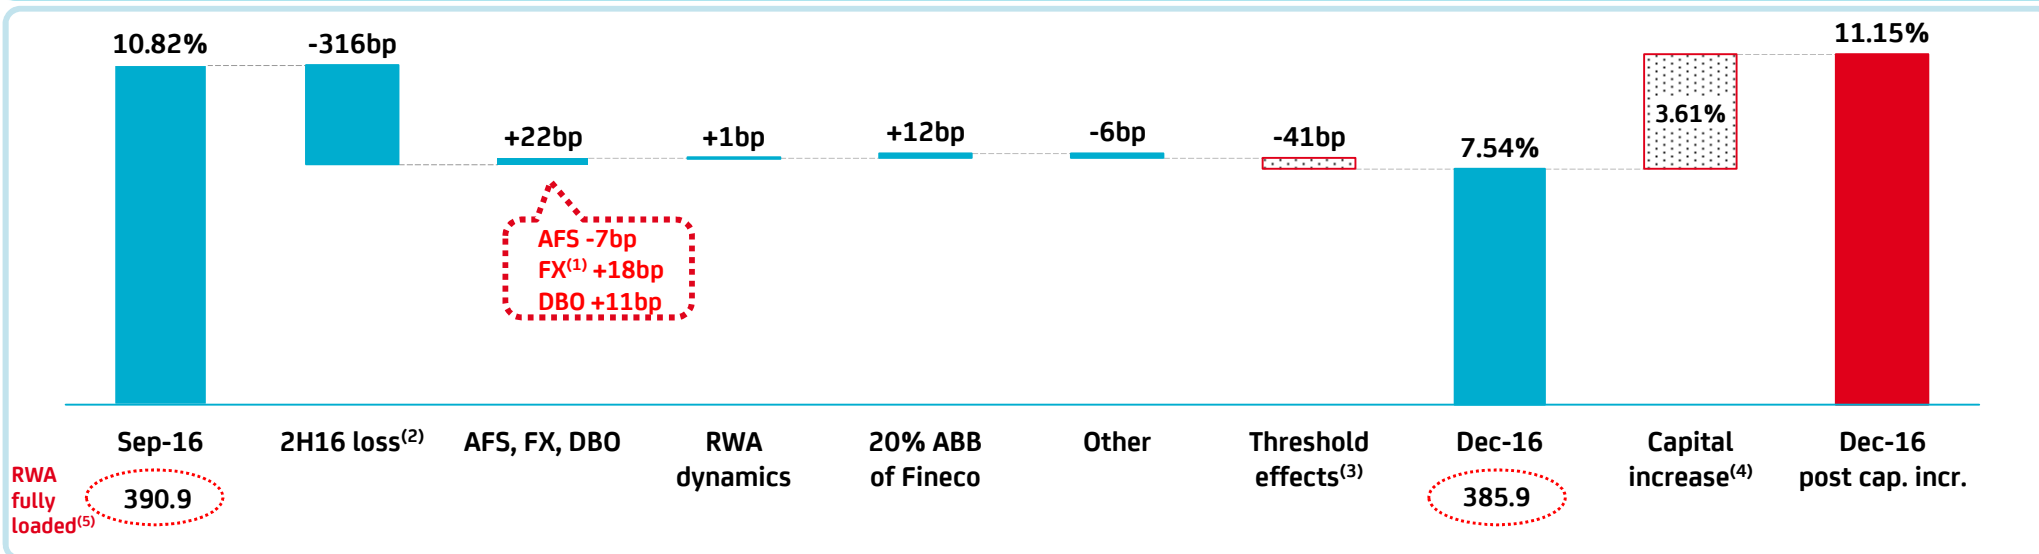 10.82%
-316bp
+22bp
+1bp
+12bp
-6bp
-41bp
7.54%
3.61%
11.15%
AFS -7bp
FX(1) +18bp
DBO +11bp
Sep-16
2H16 loss(2)
AFS, FX, DBO
RWA
dynamics
20% ABB
of Fineco
Other
Threshold
effects(3)
Dec-16
Capital
increase(4)
Dec-16
post cap. incr.
RWA
fully
loaded(5)
390.9
385.9